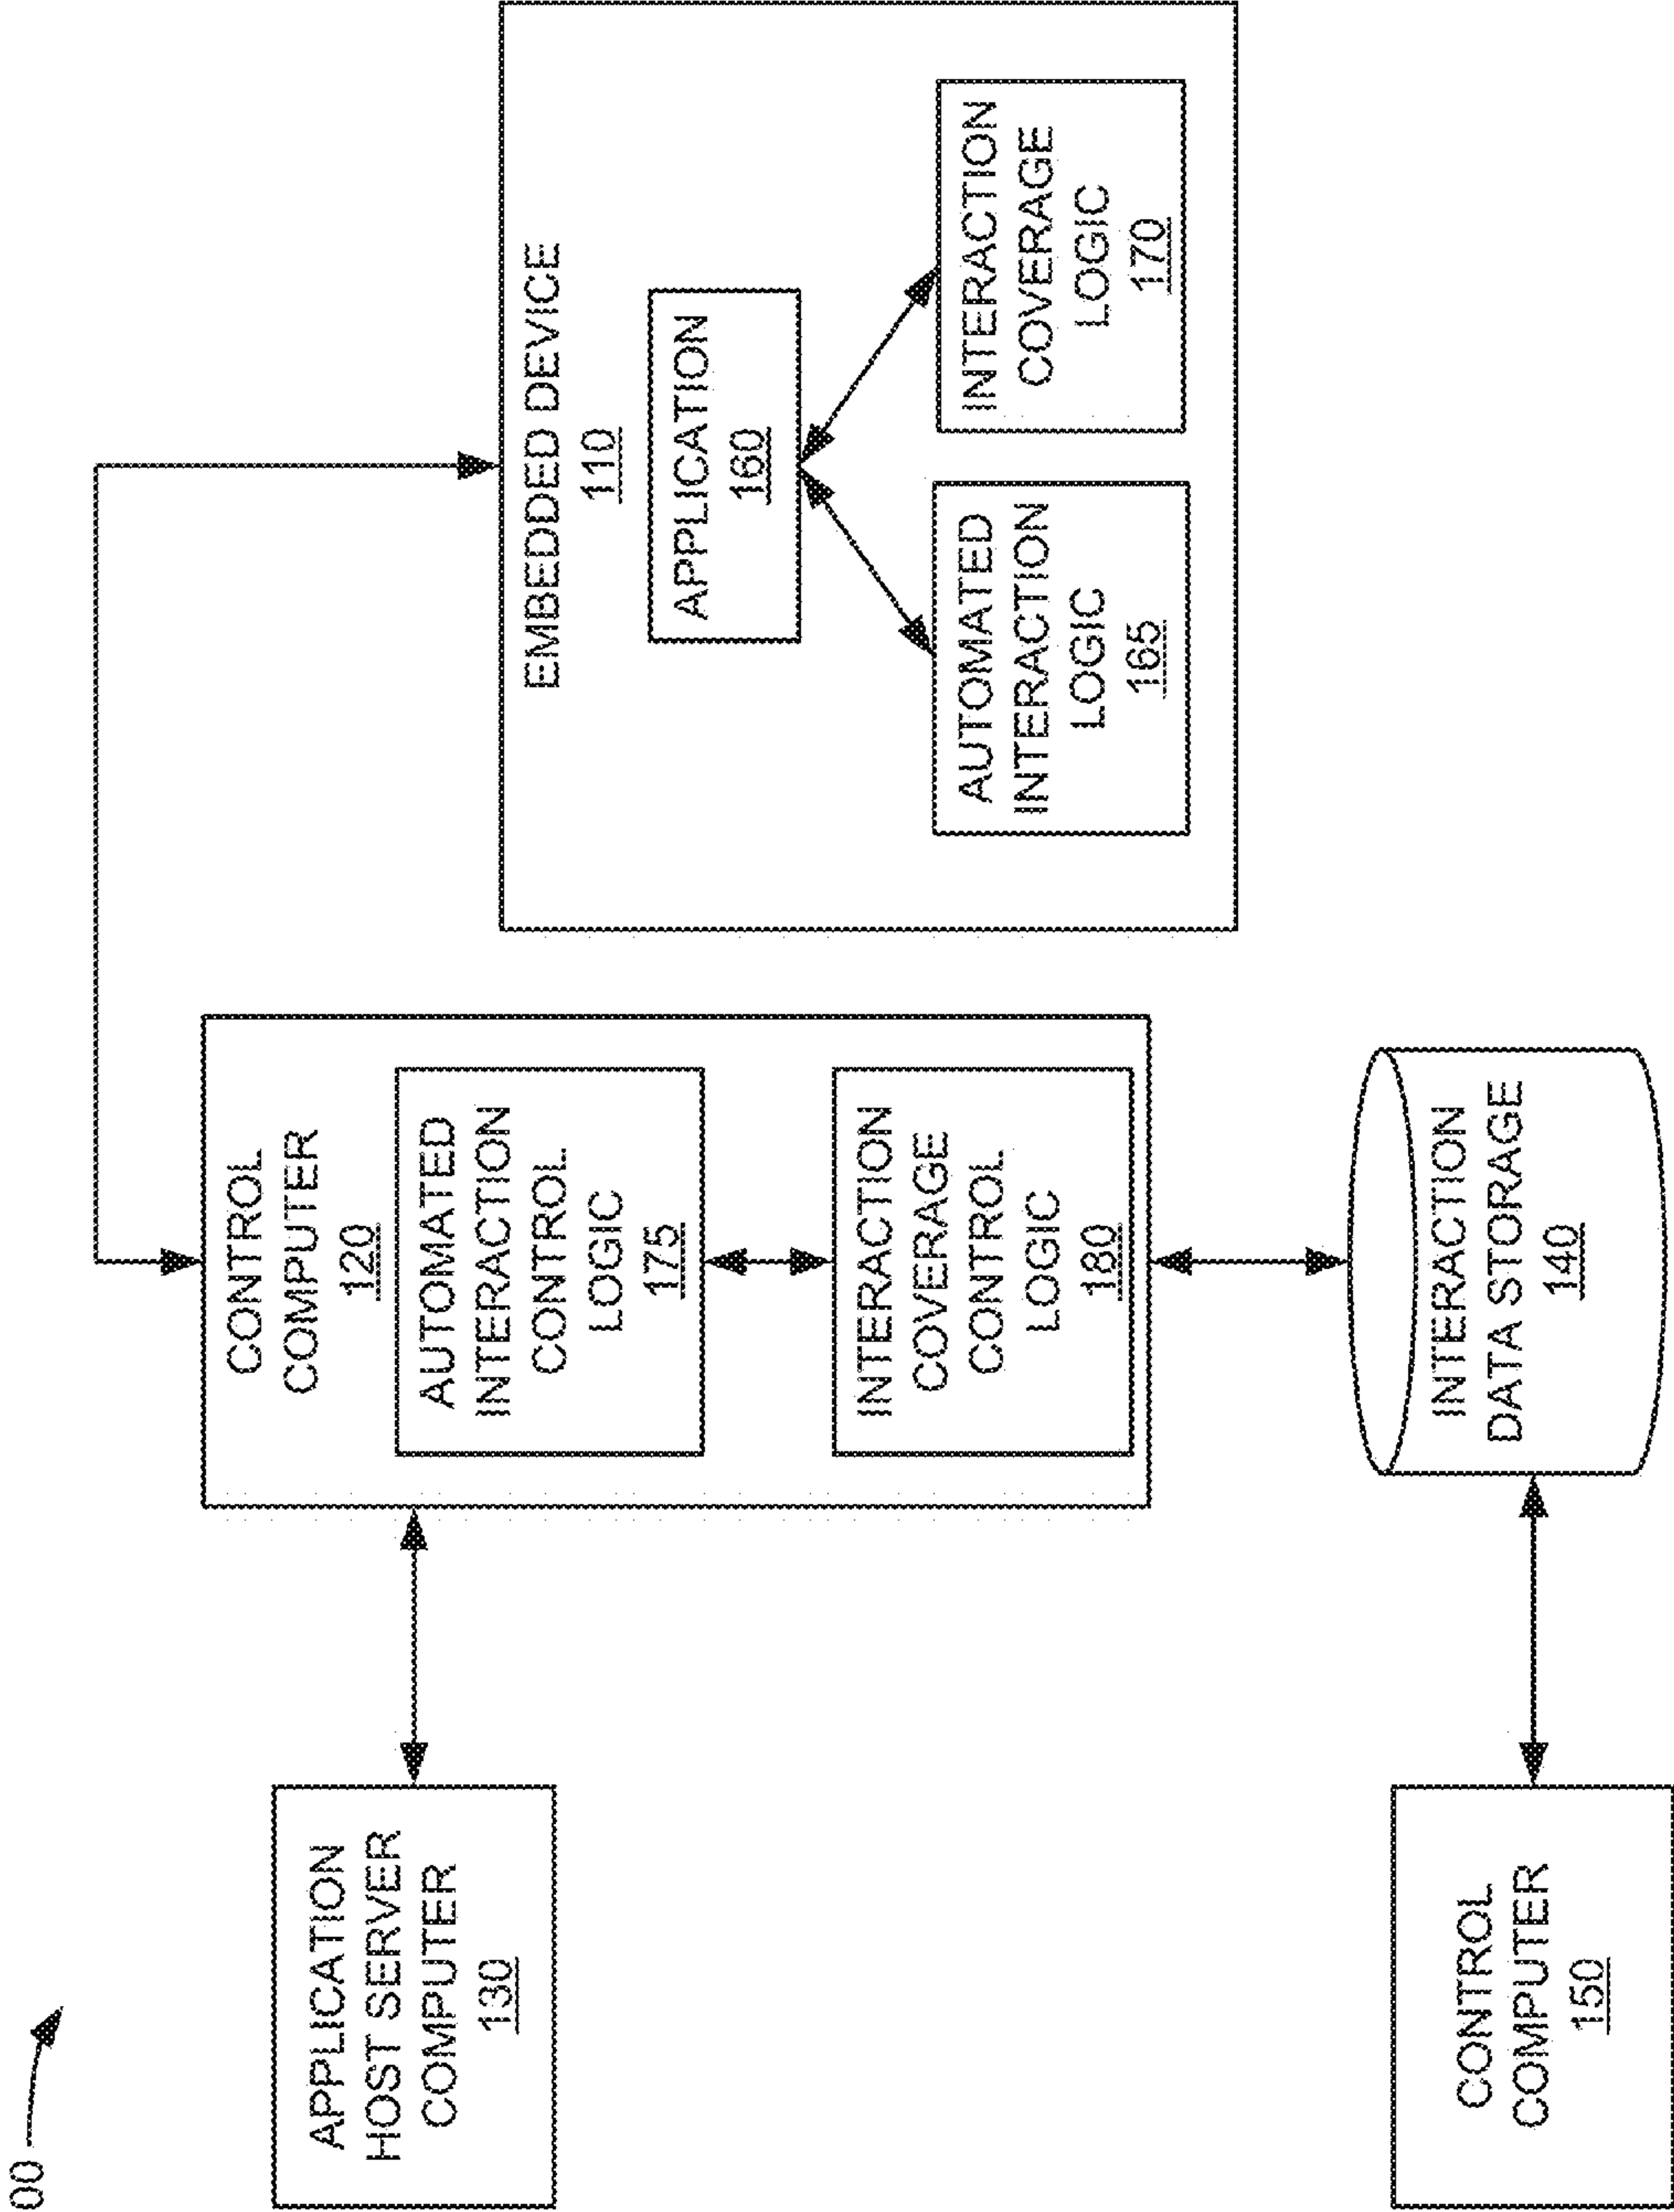 00
APPLICATION
HOST SERVER
COMPUTER
130
CONTROL
COMPUTER
120
AUTOMATED
INTERACTION
CONTROL
LOGIC
175
INTERACTION
COVERAGE
CONTROL
LOGIC
180
EMBEDDED DEVICE
110
APPLICATION
160
AUTOMATED
INTERACTION
LOGIC
165
INTERACTION
COVERAGE
LOGIC
170
CONTROL
COMPUTER
150
INTERACTION
DATA STORAGE
140